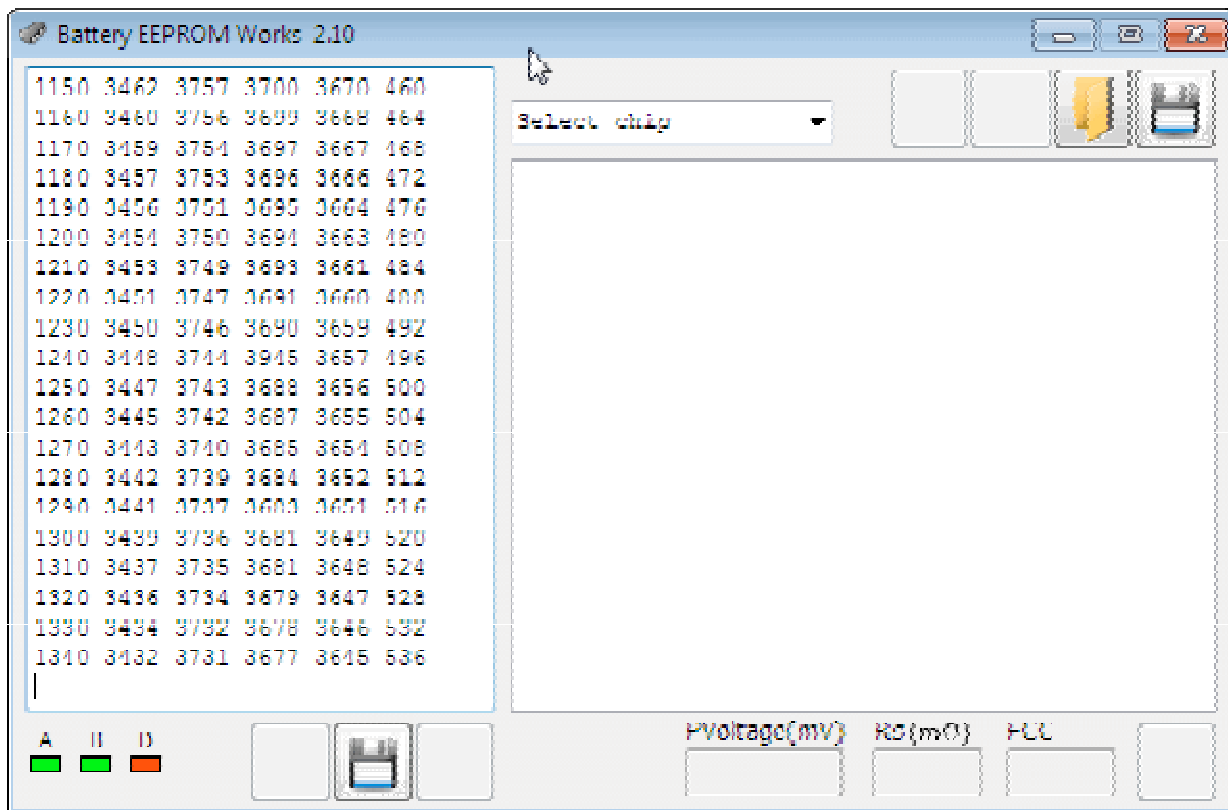 Battery EEPROM Works 2.10
1150 3462 3757 3700 3670 460
1160 3460 3756 3699 3668 464
1170 3459 3754 3697 3667 468
1180 3457 3753 3696 3666 472
1190 3456 3751 3695 3664 476
1200 3454 3750 3694 3663 480
1210 3453 3749 3693 3661 484
1220 3451 3747 3691 3660 488
1230 3450 3746 3690 3659 492
1240 3448 3744 3945 3657 496
1250 3447 3743 3688 3656 500
1260 3445 3742 3687 3655 504
1270 3443 3740 3685 3654 508
1280 3442 3739 3684 3652 512
1290 3441 3737 3683 3651 516
1300 3439 3736 3681 3649 520
1310 3437 3735 3681 3648 524
1320 3436 3734 3679 3647 528
1330 3434 3732 3678 3646 532
1340 3432 3731 3677 3645 536
Select chip
A B D
PVoltage(mV) RS(mΩ) FCC